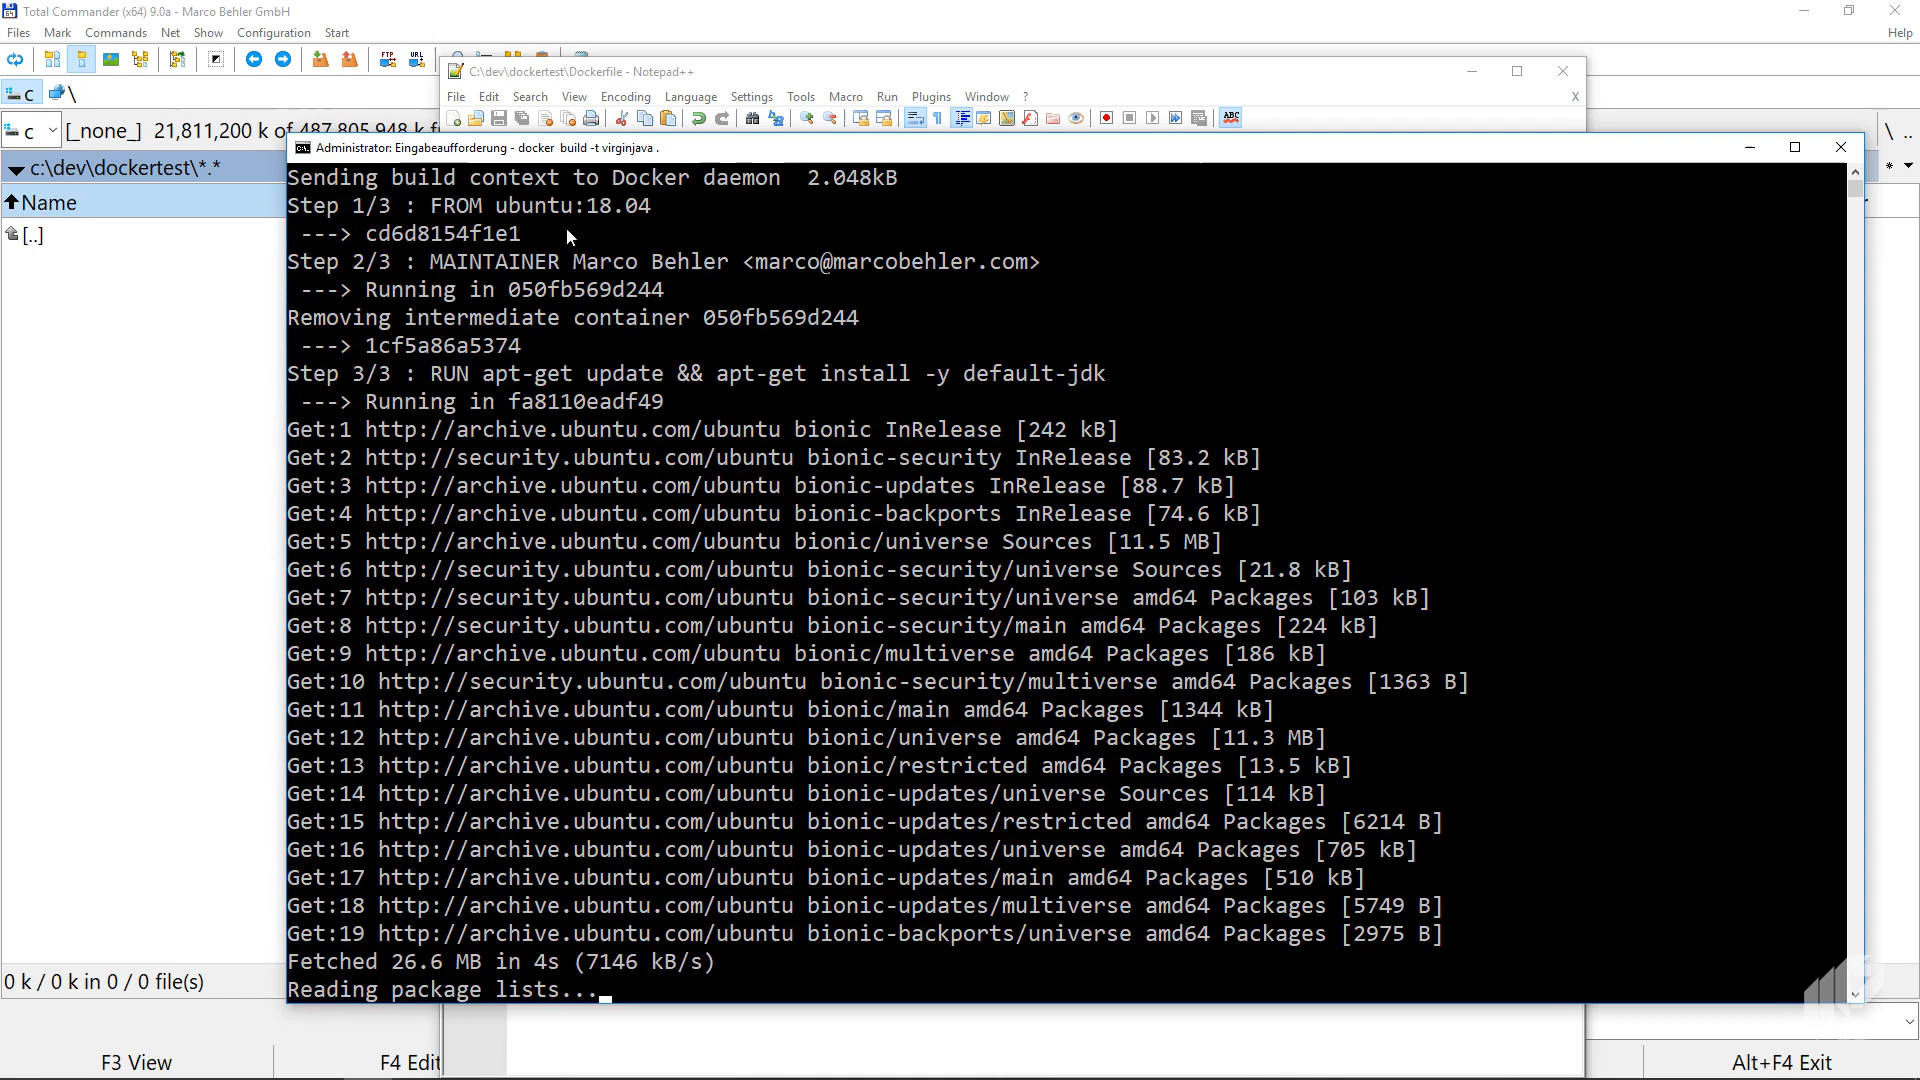 Total Commander (x64) 9.0a - Marco Behler GmbH
Files Mark Commands Net Show Configuration Start
Help
FTP URL
C:\dev\dockertest\Dockerfile - Notepad++
c \
File Edit Search View Encoding Language Settings Tools Macro Run Plugins Window ? X
ABC
c [_none_] 21,811,200 k of 487,805,948 k f
\ ..
Administrator: Eingabeaufforderung - docker  build -t virginjava .
c:\dev\dockertest\*.*
* 
Name
[..]
Sending build context to Docker daemon  2.048kB
Step 1/3 : FROM ubuntu:18.04
 ---> cd6d8154f1e1
Step 2/3 : MAINTAINER Marco Behler <marco@marcobehler.com>
 ---> Running in 050fb569d244
Removing intermediate container 050fb569d244
 ---> 1cf5a86a5374
Step 3/3 : RUN apt-get update && apt-get install -y default-jdk
 ---> Running in fa8110eadf49
Get:1 http://archive.ubuntu.com/ubuntu bionic InRelease [242 kB]
Get:2 http://security.ubuntu.com/ubuntu bionic-security InRelease [83.2 kB]
Get:3 http://archive.ubuntu.com/ubuntu bionic-updates InRelease [88.7 kB]
Get:4 http://archive.ubuntu.com/ubuntu bionic-backports InRelease [74.6 kB]
Get:5 http://archive.ubuntu.com/ubuntu bionic/universe Sources [11.5 MB]
Get:6 http://security.ubuntu.com/ubuntu bionic-security/universe Sources [21.8 kB]
Get:7 http://security.ubuntu.com/ubuntu bionic-security/universe amd64 Packages [103 kB]
Get:8 http://security.ubuntu.com/ubuntu bionic-security/main amd64 Packages [224 kB]
Get:9 http://archive.ubuntu.com/ubuntu bionic/multiverse amd64 Packages [186 kB]
Get:10 http://security.ubuntu.com/ubuntu bionic-security/multiverse amd64 Packages [1363 B]
Get:11 http://archive.ubuntu.com/ubuntu bionic/main amd64 Packages [1344 kB]
Get:12 http://archive.ubuntu.com/ubuntu bionic/universe amd64 Packages [11.3 MB]
Get:13 http://archive.ubuntu.com/ubuntu bionic/restricted amd64 Packages [13.5 kB]
Get:14 http://archive.ubuntu.com/ubuntu bionic-updates/universe Sources [114 kB]
Get:15 http://archive.ubuntu.com/ubuntu bionic-updates/restricted amd64 Packages [6214 B]
Get:16 http://archive.ubuntu.com/ubuntu bionic-updates/universe amd64 Packages [705 kB]
Get:17 http://archive.ubuntu.com/ubuntu bionic-updates/main amd64 Packages [510 kB]
Get:18 http://archive.ubuntu.com/ubuntu bionic-updates/multiverse amd64 Packages [5749 B]
Get:19 http://archive.ubuntu.com/ubuntu bionic-backports/universe amd64 Packages [2975 B]
Fetched 26.6 MB in 4s (7146 kB/s)
Reading package lists...
0 k / 0 k in 0 / 0 file(s)
F3 View F4 Edit Alt+F4 Exit